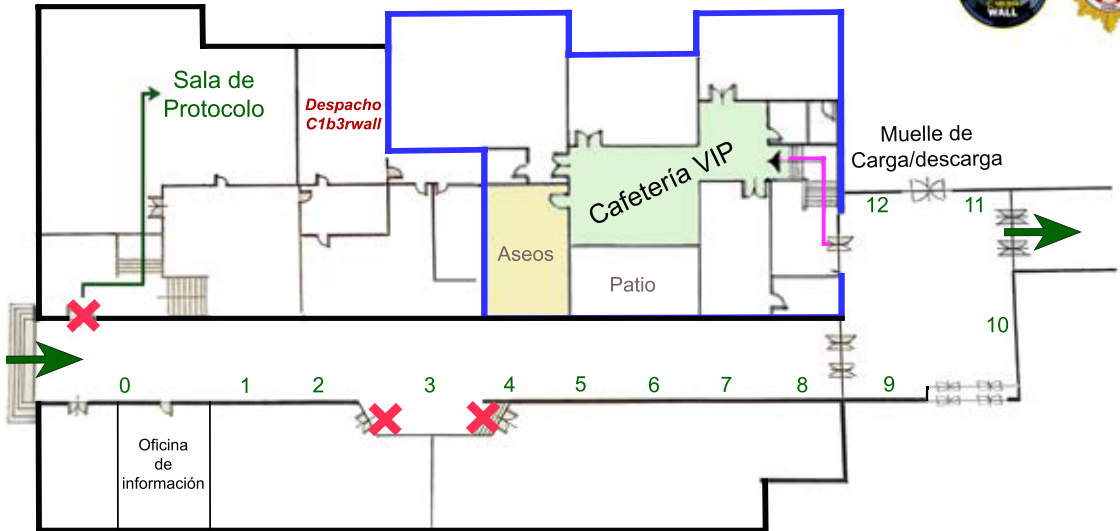 WALL
Sala de
Protocolo
Despacho
C1b3rwall
Muelle de
Carga/descarga
Cafetería VIP
12
11
Aseos
Patio
10
0
1
2
3
4
5
6
7
8
9
Oficina
de
información